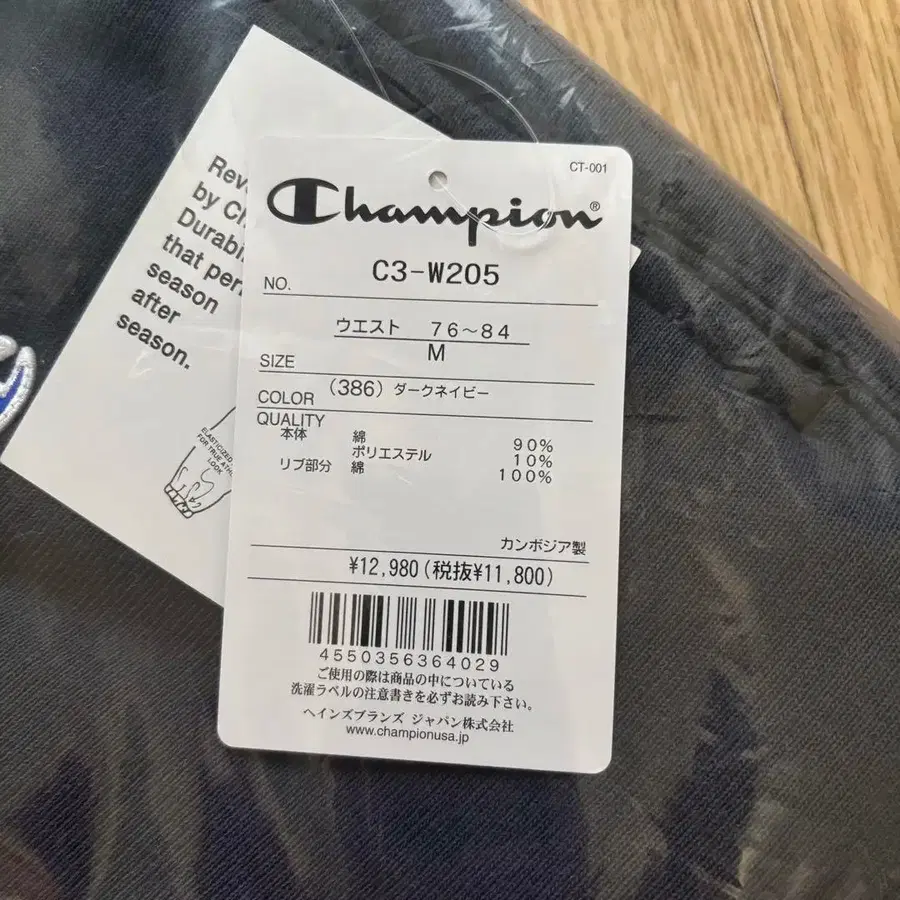 Rev
by C
Durabi
that per
season
after
season.
ELASTICIZED
FOR TRUE ATH
LOOK
CT-001
Champion®
NO. C3-W205
ウエスト 76~84
SIZE M
COLOR (386) ダークネイビー
QUALITY
本体 綿 90%
ポリエステル 10%
リブ部分 綿 100%
カンボジア製
¥12,980(税抜¥11,800)
4550356364029
ご使用の際は商品の中についている
洗濯ラベルの注意書きを必ずお読み下さい。
ヘインズブランズ ジャパン株式会社
www.championusa.jp